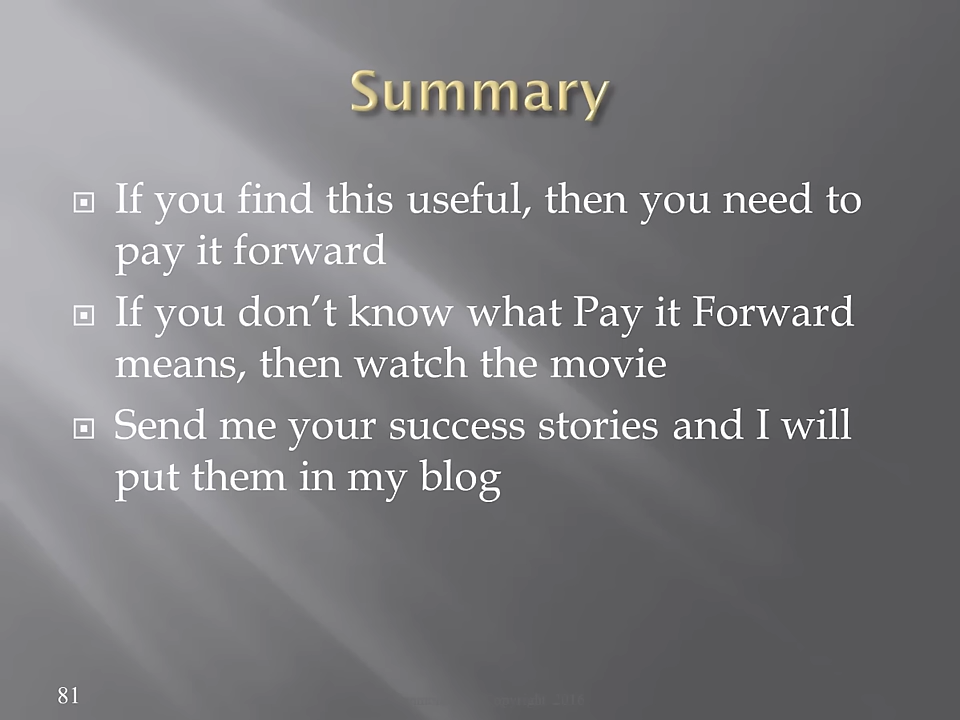 Summary
If you find this useful, then you need to
pay it forward
If you don’t know what Pay it Forward
means, then watch the movie
Send me your success stories and I will
put them in my blog
81